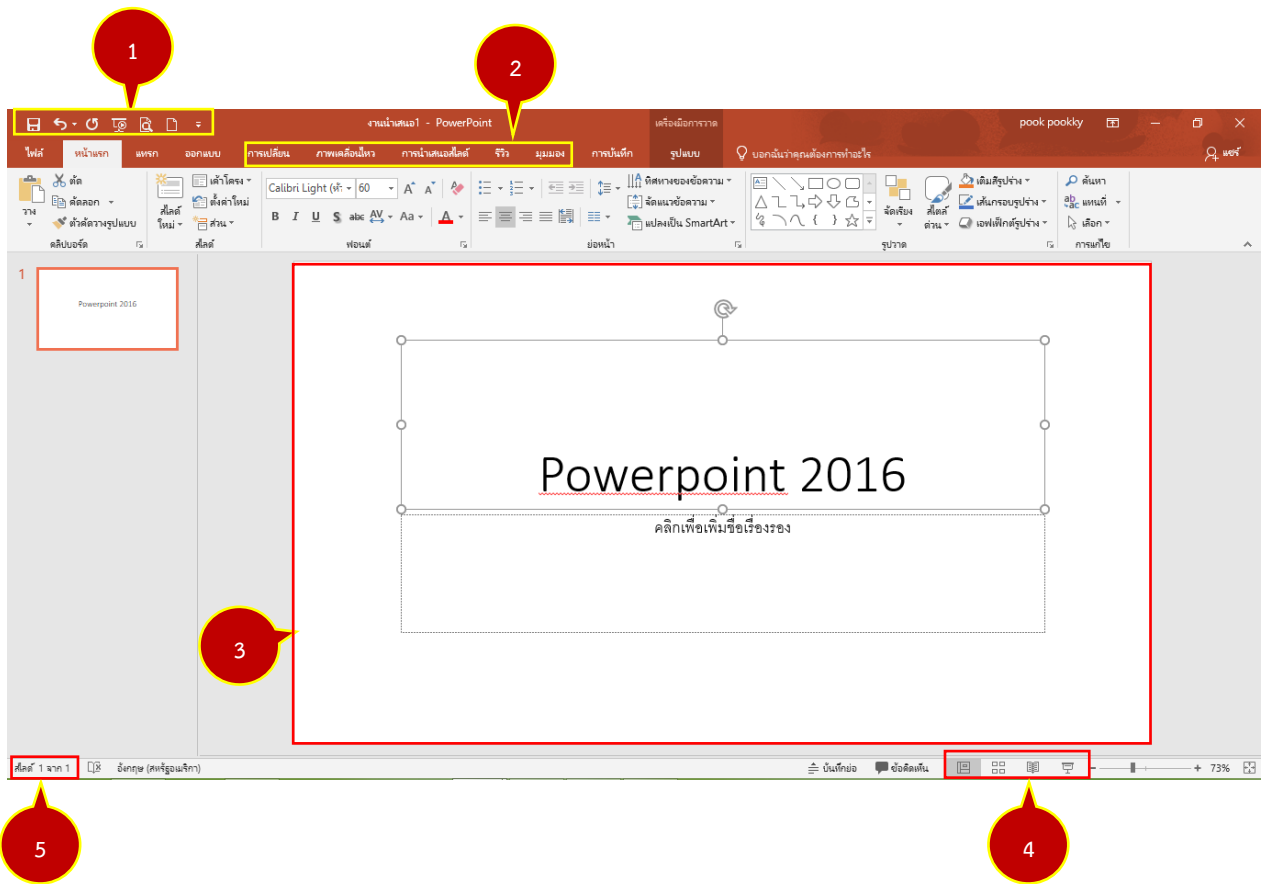 1
2
งานนำเสนอ1 - PowerPoint
เครื่องมือการวาด
pook pookky
ไฟล์ หน้าแรก แทรก ออกแบบ การเปลี่ยน ภาพเคลื่อนไหว การนำเสนอสไลด์ รีวิว มุมมอง การบันทึก รูปแบบ บอกฉันว่าคุณต้องการทำอะไร แชร์
ตัด เค้าโครง Calibri Light (หั 60 ทิศทางของข้อความ เติมสีรูปร่าง ค้นหา
คัดลอก ตั้งค่าใหม่ จัดแนวข้อความ เส้นกรอบรูปร่าง แทนที่
วาง ตัวคัดวางรูปแบบ สไลด์ใหม่ ส่วน B I U S abc AV Aa A แปลงเป็น SmartArt จัดเรียง สไตล์ด่วน เอฟเฟ็กต์รูปร่าง เลือก
คลิปบอร์ด สไลด์ ฟอนต์ ย่อหน้า รูปวาด การแก้ไข
1
Powerpoint 2016
Powerpoint 2016
คลิกเพื่อเพิ่มชื่อเรื่องรอง
3
สไลด์ 1 จาก 1 อังกฤษ (สหรัฐอเมริกา) บันทึกย่อ ข้อคิดเห็น 73%
5
4